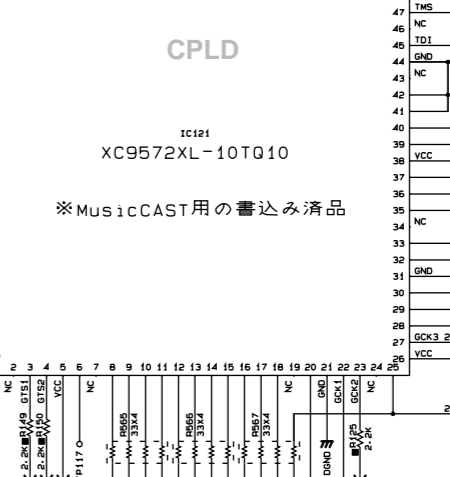 CPLD
IC121
XC9572XL-10TQ10
※MusicCAST用の書込み済品
47 TMS
46 NC
45 TDI
44 GND
43 NC
42
41
40
39
38 VCC
37
36
35
34 NC
33
32
31 GND
30
29
28
27 GCK3 2
26 VCC
2 3 4 5 6 7 8 9 10 11 12 13 14 15 16 17 18 19 20 21 22 23 24 25
NC GTS1 GTS2 VCC NC NC GND GCK1 GCK2 NC
2
■R149
2.2K
■R150
2.2K
P117
R565
33X4
R566
33X4
R567
33X4
DGND
■R125
2.2K